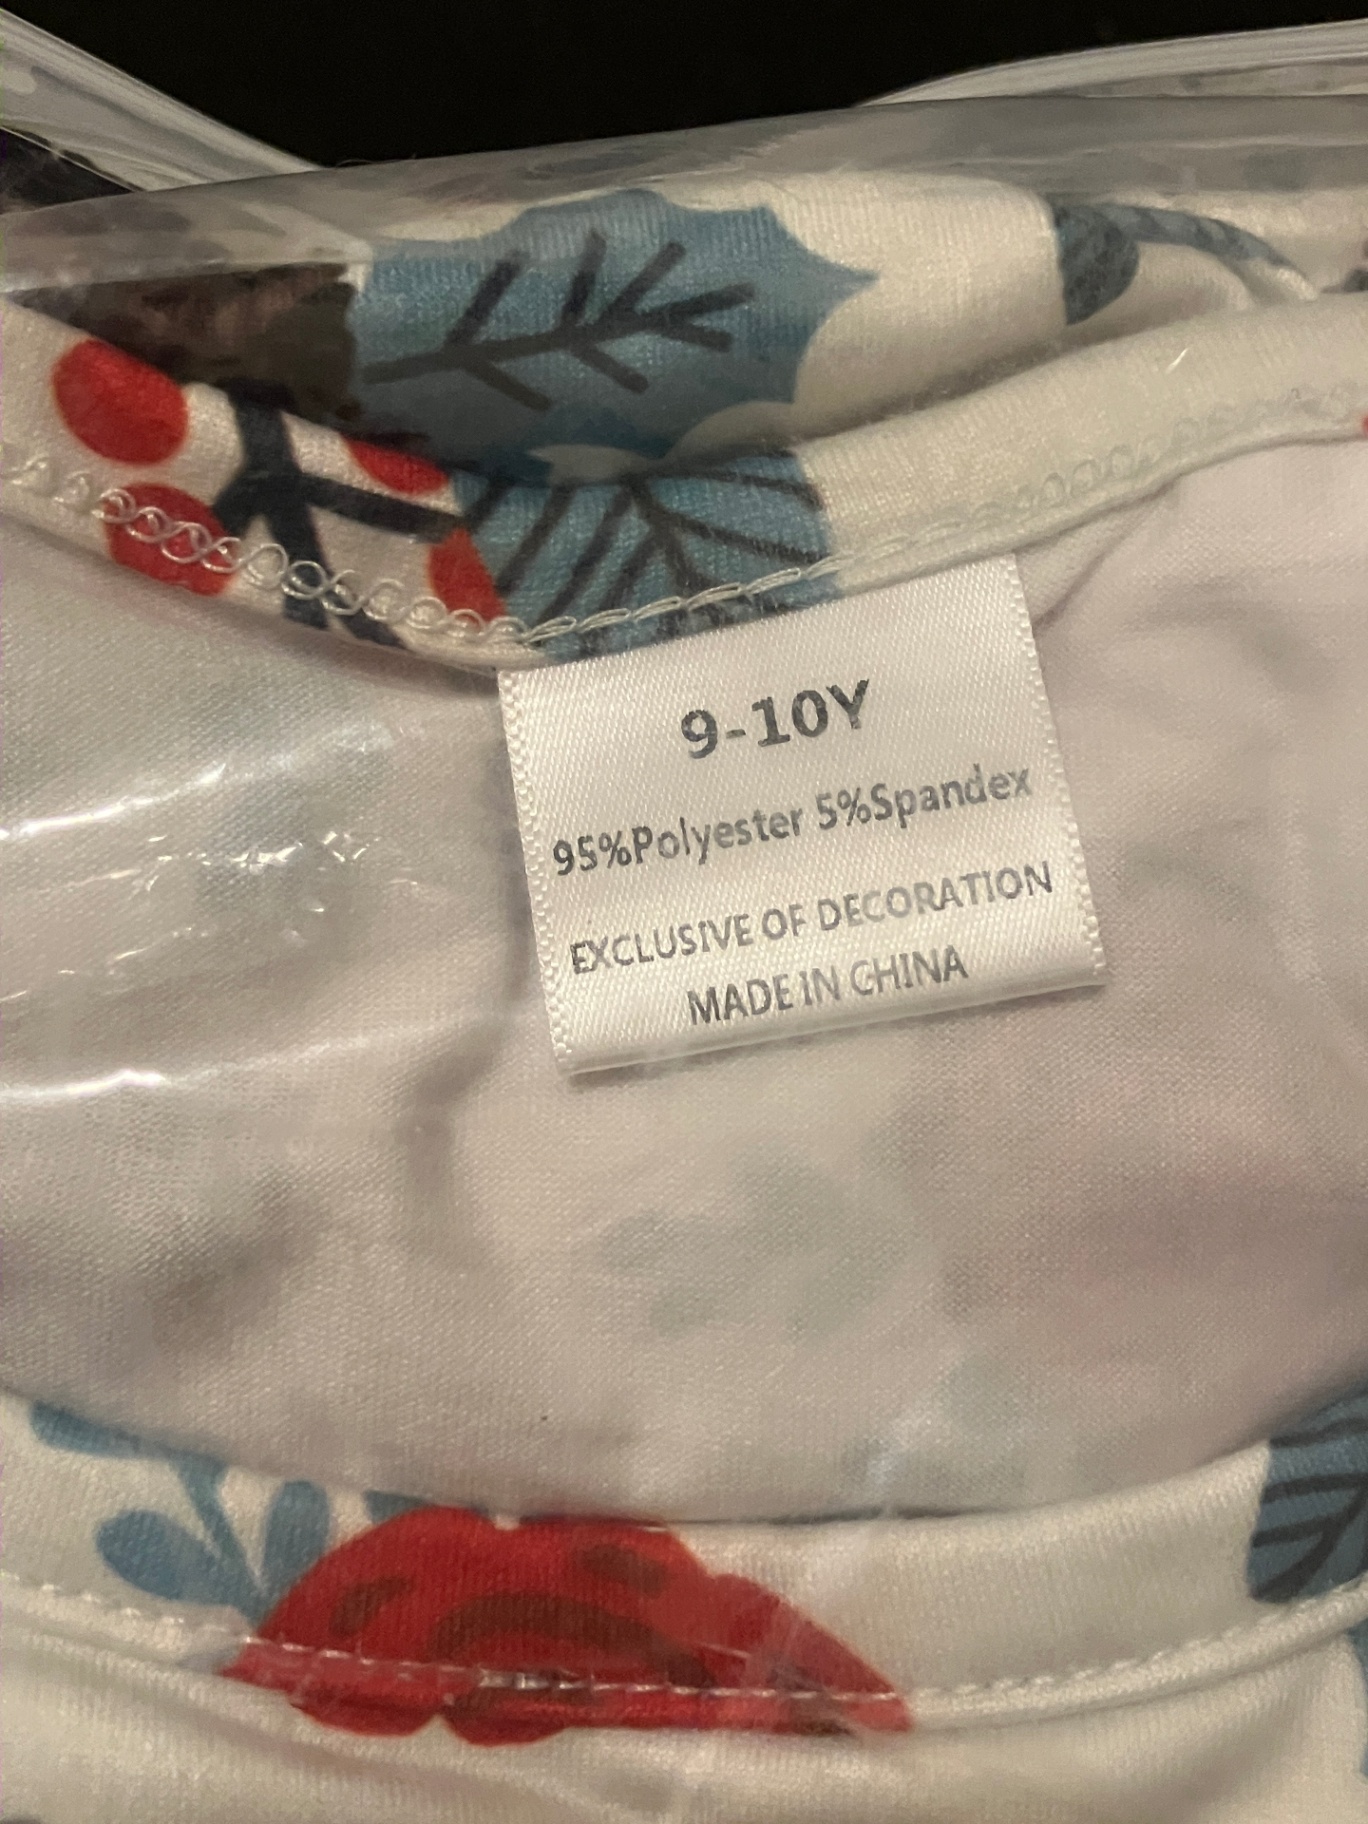 9-10Y
95%Polyester 5%Spandex
EXCLUSIVE OF DECORATION
MADE IN CHINA